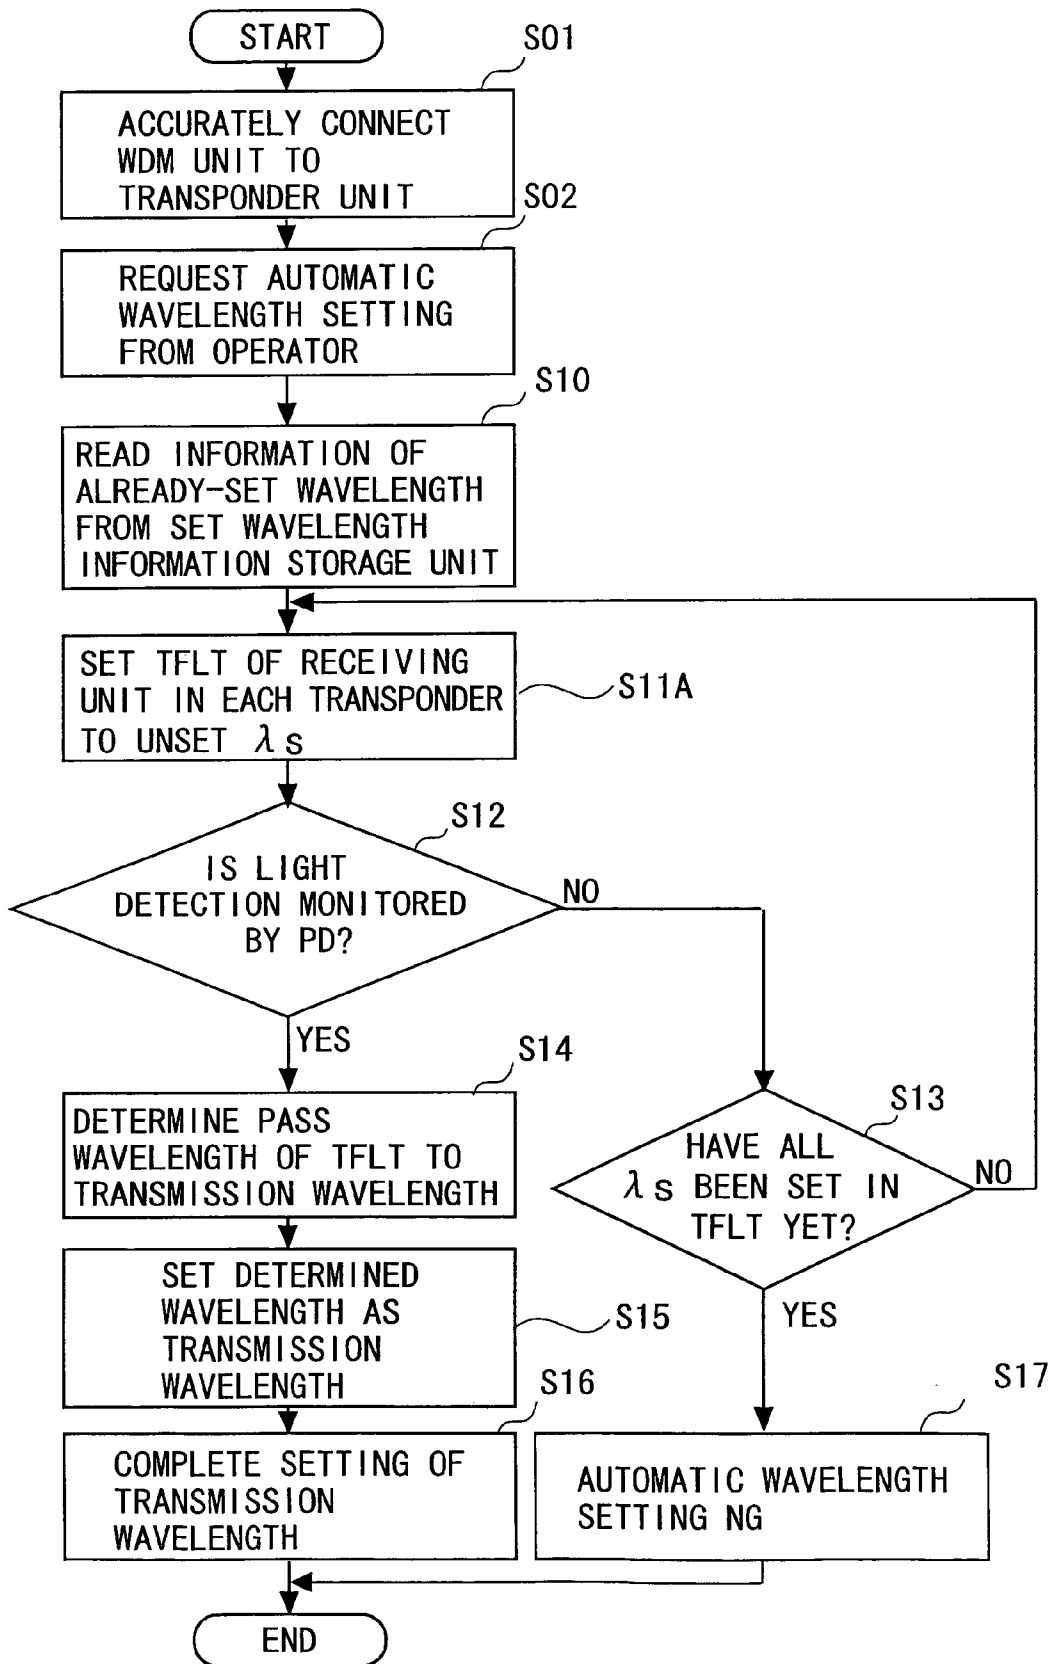 START
S01
ACCURATELY CONNECT
WDM UNIT TO
TRANSPONDER UNIT
S02
REQUEST AUTOMATIC
WAVELENGTH SETTING
FROM OPERATOR
S10
READ INFORMATION OF
ALREADY-SET WAVELENGTH
FROM SET WAVELENGTH
INFORMATION STORAGE UNIT
SET TFLT OF RECEIVING
UNIT IN EACH TRANSPONDER
TO UNSET λs
S11A
S12
IS LIGHT
DETECTION MONITORED
BY PD?
NO
YES
S14
DETERMINE PASS
WAVELENGTH OF TFLT TO
TRANSMISSION WAVELENGTH
S13
HAVE ALL
λs BEEN SET IN
TFLT YET?
NO
YES
SET DETERMINED
WAVELENGTH AS
TRANSMISSION
WAVELENGTH
S15
S16
COMPLETE SETTING OF
TRANSMISSION
WAVELENGTH
S17
AUTOMATIC WAVELENGTH
SETTING NG
END